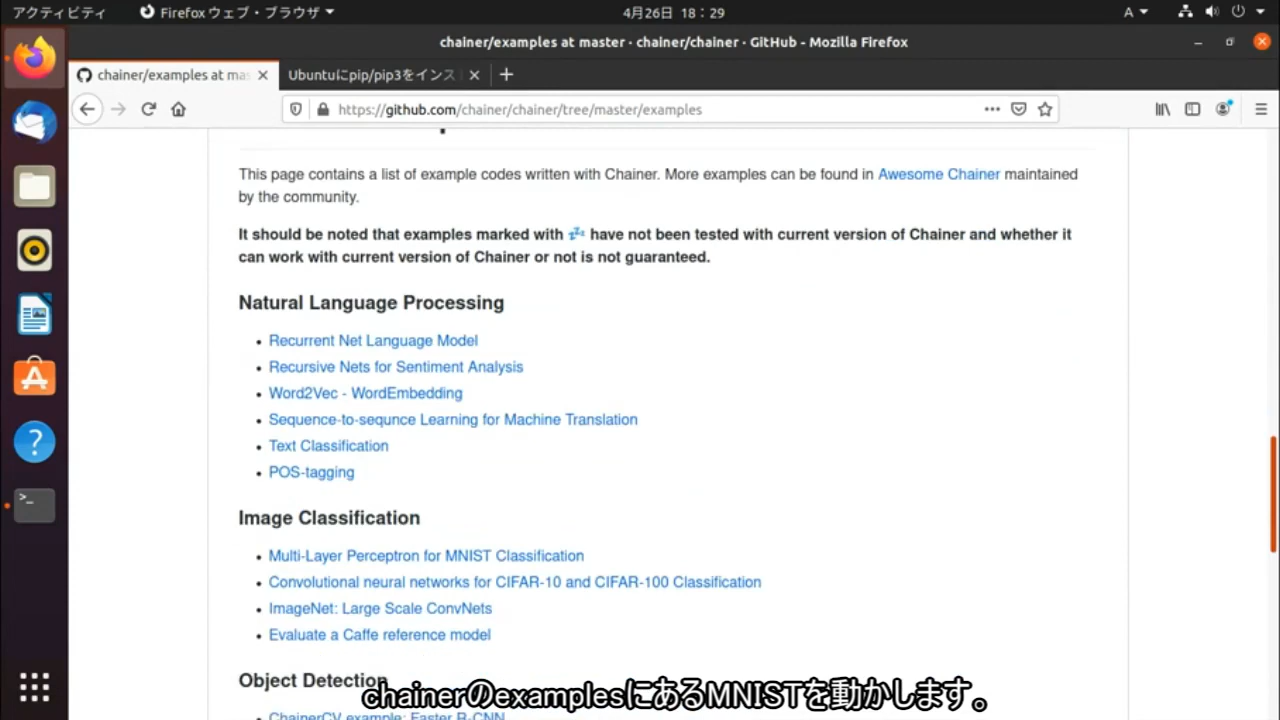 アクティビティ
Firefox ウェブ・ブラウザ
4月26日 18：29
A
chainer/examples at master · chainer/chainer · GitHub - Mozilla Firefox
chainer/examples at mas
Ubuntuにpip/pip3をインス
https://github.com/chainer/chainer/tree/master/examples
This page contains a list of example codes written with Chainer. More examples can be found in Awesome Chainer maintained
by the community.
It should be noted that examples marked with 💤 have not been tested with current version of Chainer and whether it
can work with current version of Chainer or not is not guaranteed.
Natural Language Processing
• Recurrent Net Language Model
• Recursive Nets for Sentiment Analysis
• Word2Vec - WordEmbedding
• Sequence-to-sequnce Learning for Machine Translation
• Text Classification
• POS-tagging
Image Classification
• Multi-Layer Perceptron for MNIST Classification
• Convolutional neural networks for CIFAR-10 and CIFAR-100 Classification
• ImageNet: Large Scale ConvNets
• Evaluate a Caffe reference model
Object Detection
chainerのexamplesにあるMNISTを動かします。
ChainerCV example: Faster R-CNN